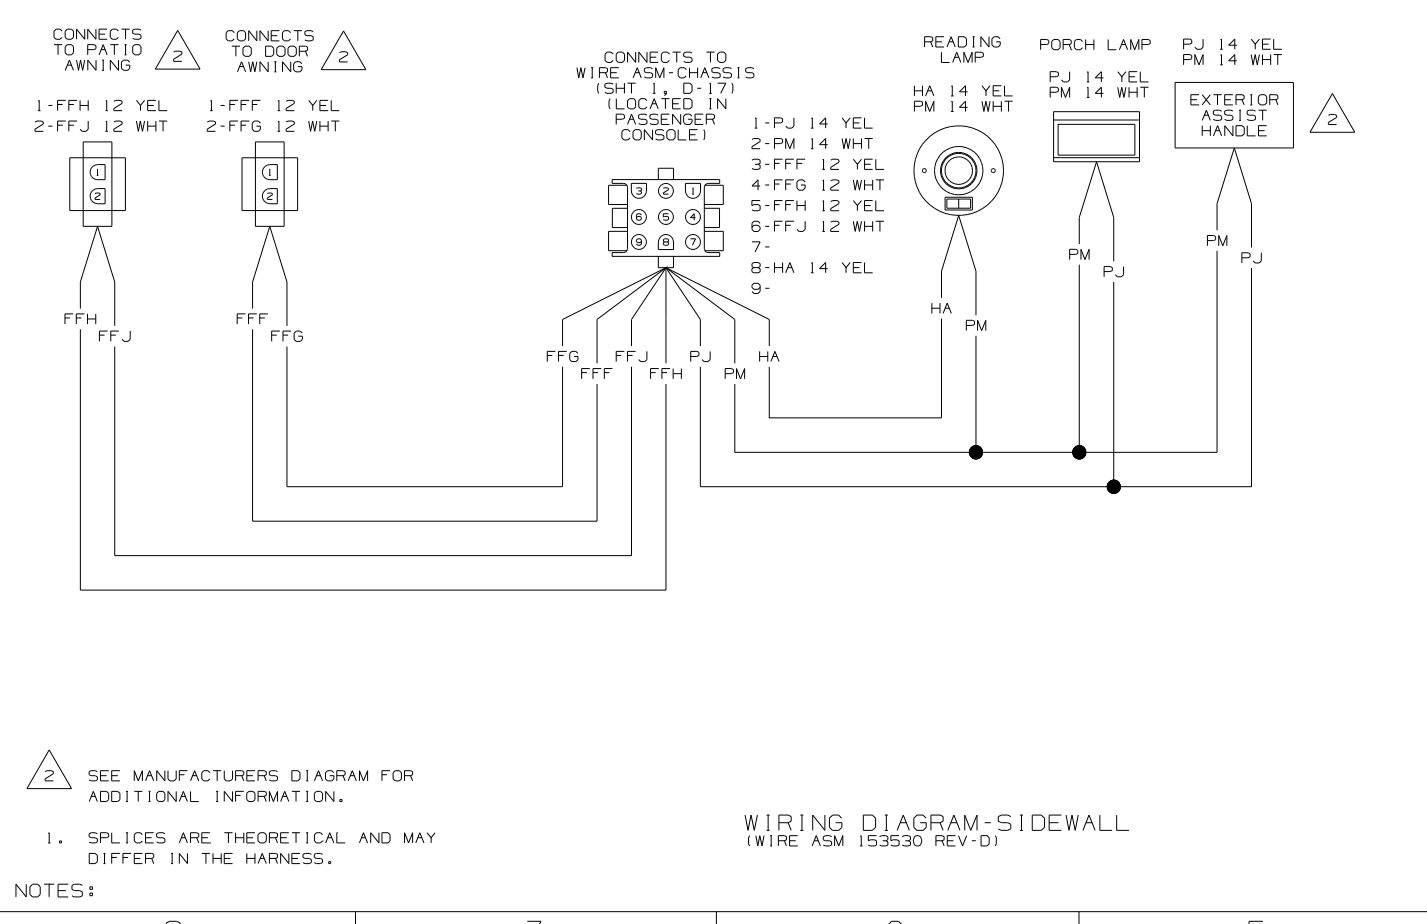 CONNECTS
TO PATIO
AWNING
2
CONNECTS
TO DOOR
AWNING
2
1-FFH 12 YEL
2-FFJ 12 WHT
1-FFF 12 YEL
2-FFG 12 WHT
1
2
1
2
FFH
FFJ
FFF
FFG
CONNECTS TO
WIRE ASM-CHASSIS
(SHT 1, D-17)
(LOCATED IN
PASSENGER
CONSOLE)
3 2 1
6 5 4
9 8 7
1-PJ 14 YEL
2-PM 14 WHT
3-FFF 12 YEL
4-FFG 12 WHT
5-FFH 12 YEL
6-FFJ 12 WHT
7-
8-HA 14 YEL
9-
FFG
FFF
FFJ
FFH
PJ
PM
HA
READING
LAMP
HA 14 YEL
PM 14 WHT
HA
PM
PORCH LAMP
PJ 14 YEL
PM 14 WHT
PM
PJ
PJ 14 YEL
PM 14 WHT
EXTERIOR
ASSIST
HANDLE
2
PM
PJ
2
SEE MANUFACTURERS DIAGRAM FOR
ADDITIONAL INFORMATION.
1. SPLICES ARE THEORETICAL AND MAY
DIFFER IN THE HARNESS.
NOTES:
WIRING DIAGRAM-SIDEWALL
(WIRE ASM 153530 REV-D)